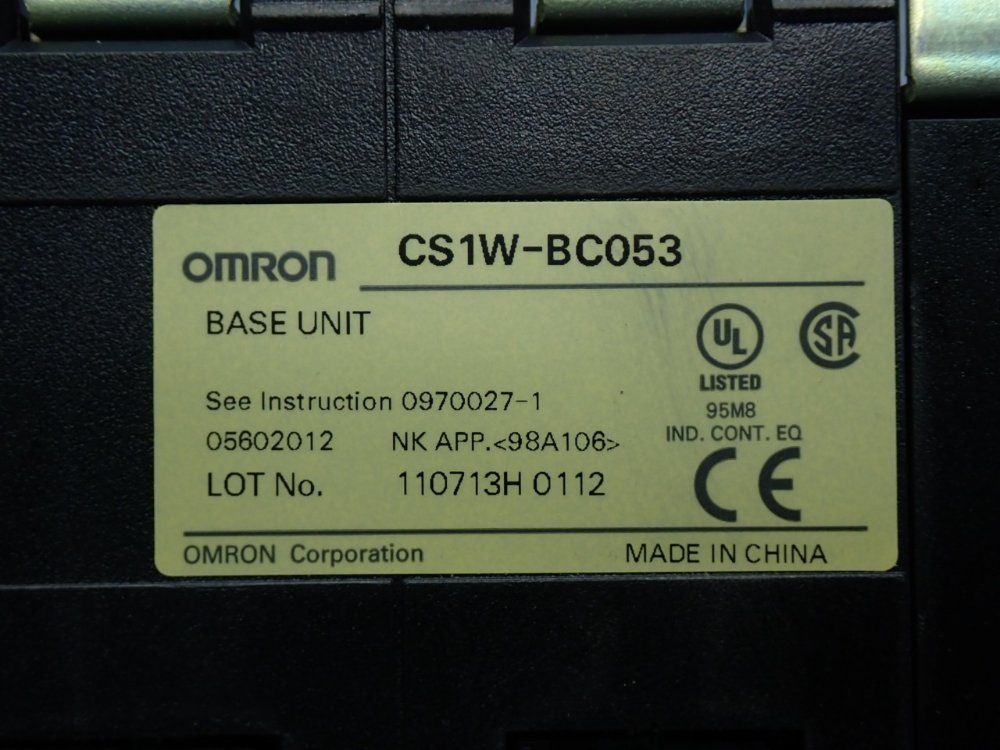 OMRON CS1W-BC053
BASE UNIT
UL
LISTED
95M8
IND. CONT. EQ
SA
See Instruction 0970027-1
05602012 NK APP.<98A106>
LOT No. 110713H 0112
CE
OMRON Corporation MADE IN CHINA